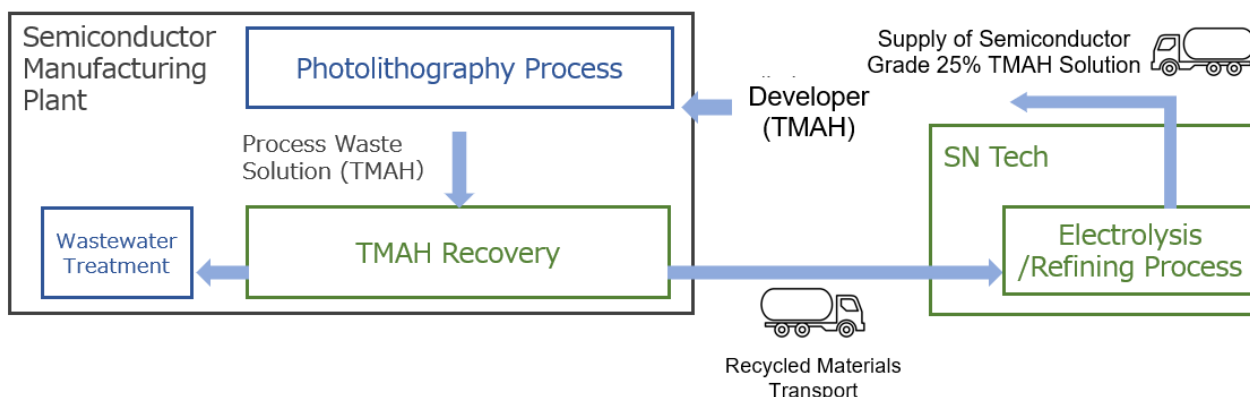 Semiconductor
Manufacturing
Plant
Photolithography Process
Process Waste
Solution (TMAH)
Wastewater
Treatment
TMAH Recovery
Developer
(TMAH)
Supply of Semiconductor
Grade 25% TMAH Solution
SN Tech
Electrolysis
/Refining Process
Recycled Materials
Transport